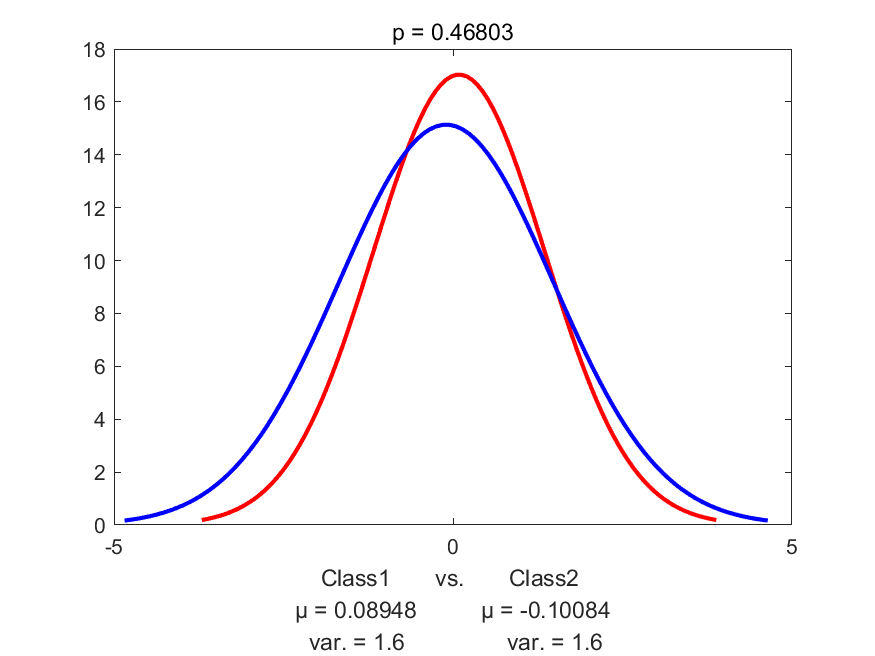 p = 0.46803
18
16
14
12
10
8
6
4
2
0
-5 0 5
Class1 vs. Class2
μ = 0.08948 μ = -0.10084
var. = 1.6 var. = 1.6